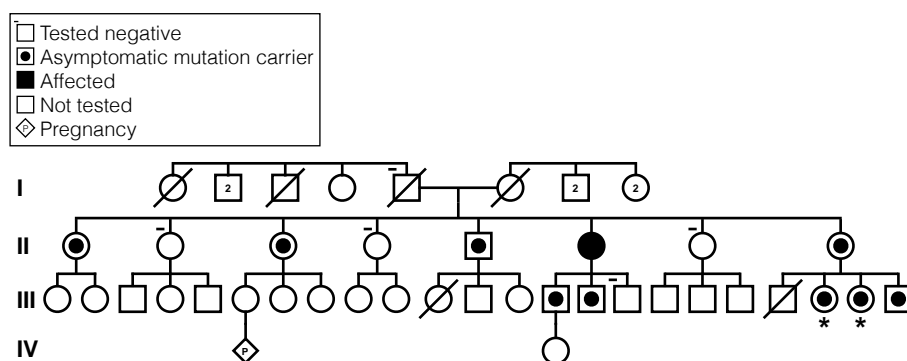 Tested negative
Asymptomatic mutation carrier
Affected
Not tested
P Pregnancy
I 2 2 2
II
III
* *
IV P